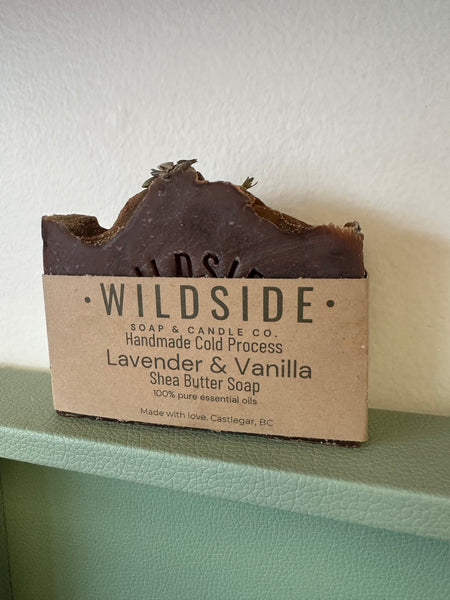 WILDSIDE
• WILDSIDE •
SOAP & CANDLE CO.
Handmade Cold Process
Lavender & Vanilla
Shea Butter Soap
100% pure essential oils
Made with love. Castlegar, BC